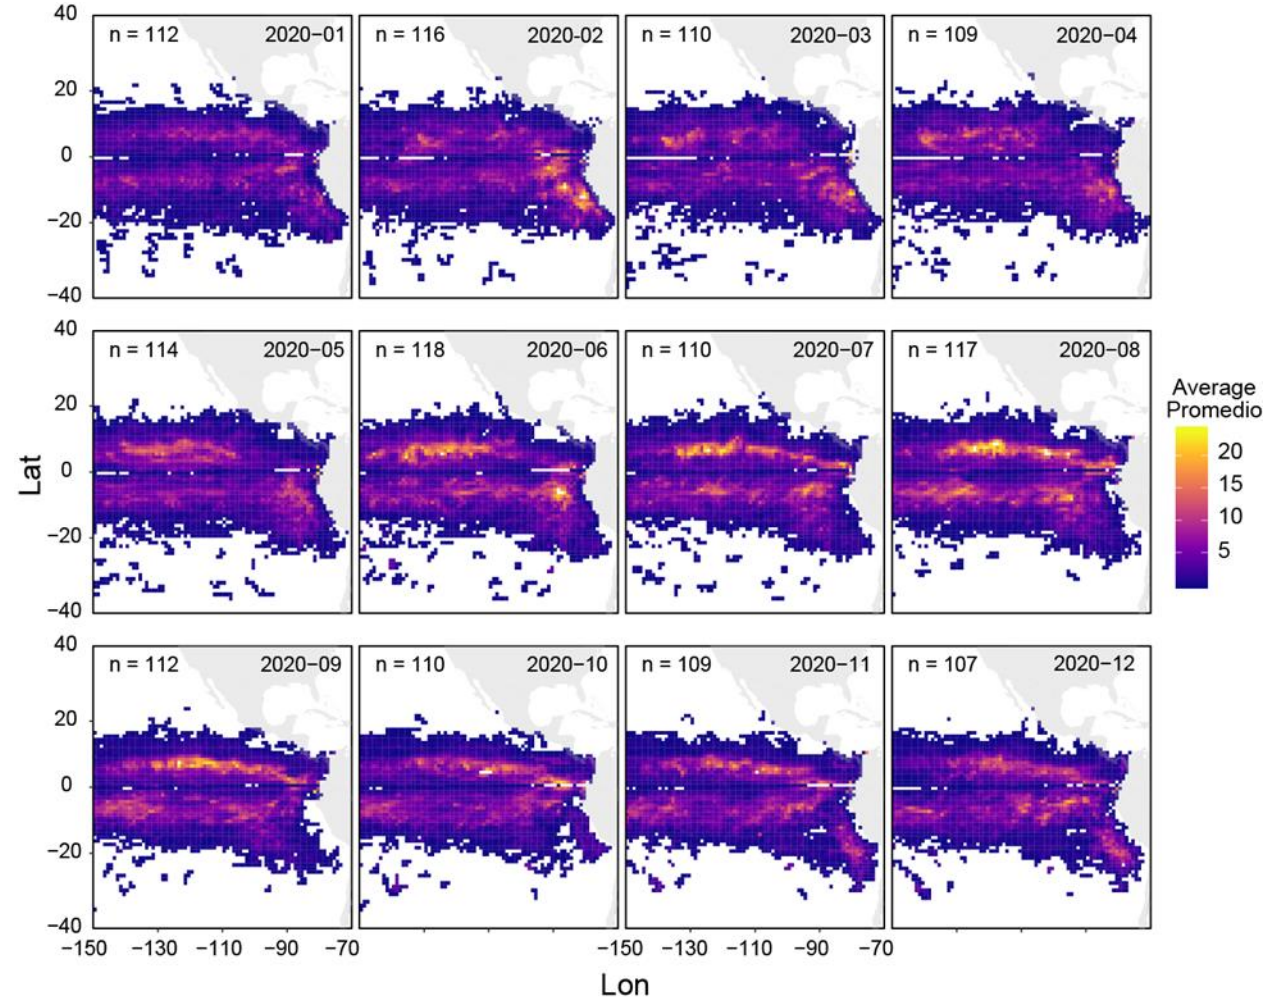 40
n = 112 2020−01
n = 116 2020−02
n = 110 2020−03
n = 109 2020−04
20
0
−20
−40
40
n = 114 2020−05
n = 118 2020−06
n = 110 2020−07
n = 117 2020−08
20
0
−20
−40
Average
Promedio
20
15
10
5
Lat
40
n = 112 2020−09
n = 110 2020−10
n = 109 2020−11
n = 107 2020−12
20
0
−20
−40
−150 −130 −110 −90 −70 −150 −130 −110 −90 −70
Lon